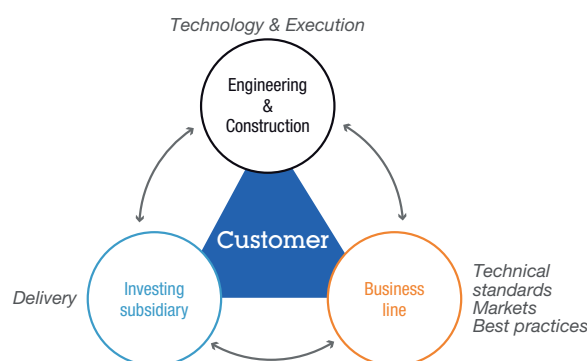 Technology & Execution
Engineering
&
Construction
Customer
Delivery
Investing
subsidiary
Business
line
Technical
standards
Markets
Best practices